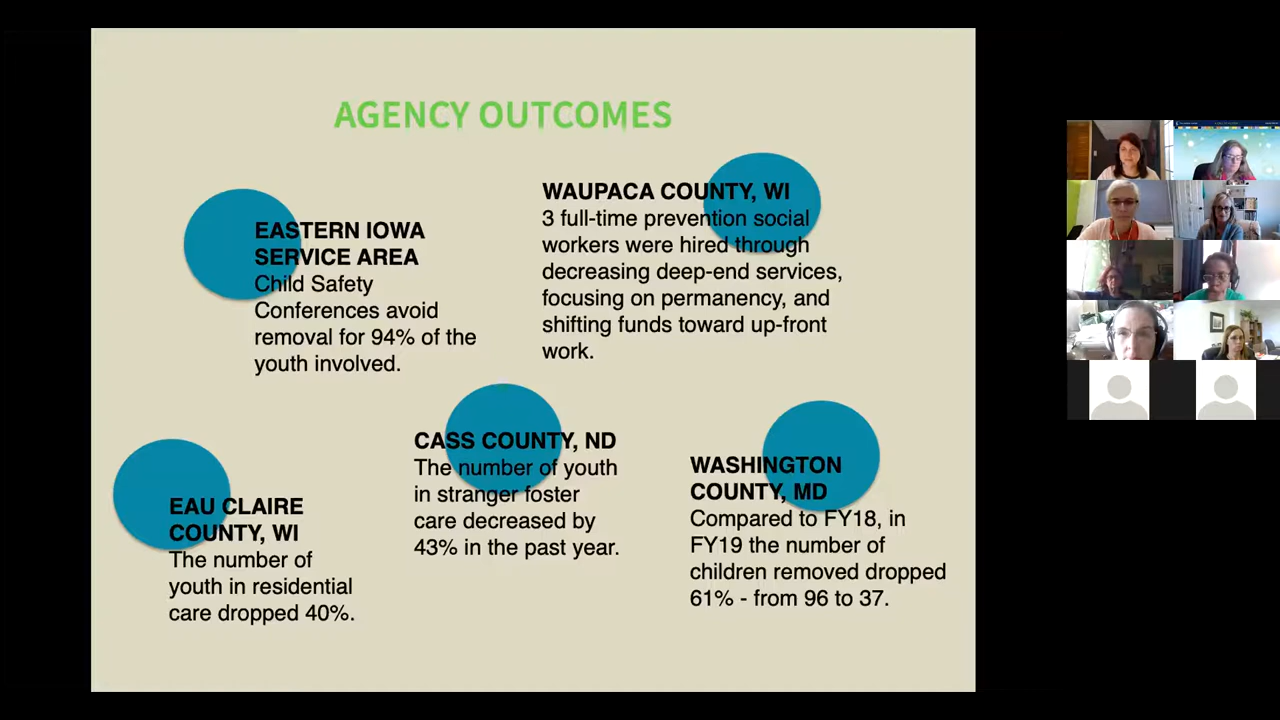 AGENCY OUTCOMES
EASTERN IOWA
SERVICE AREA
Child Safety
Conferences avoid
removal for 94% of the
youth involved.
WAUPACA COUNTY, WI
3 full-time prevention social
workers were hired through
decreasing deep-end services,
focusing on permanency, and
shifting funds toward up-front
work.
EAU CLAIRE
COUNTY, WI
The number of
youth in residential
care dropped 40%.
CASS COUNTY, ND
The number of youth
in stranger foster
care decreased by
43% in the past year.
WASHINGTON
COUNTY, MD
Compared to FY18, in
FY19 the number of
children removed dropped
61% - from 96 to 37.